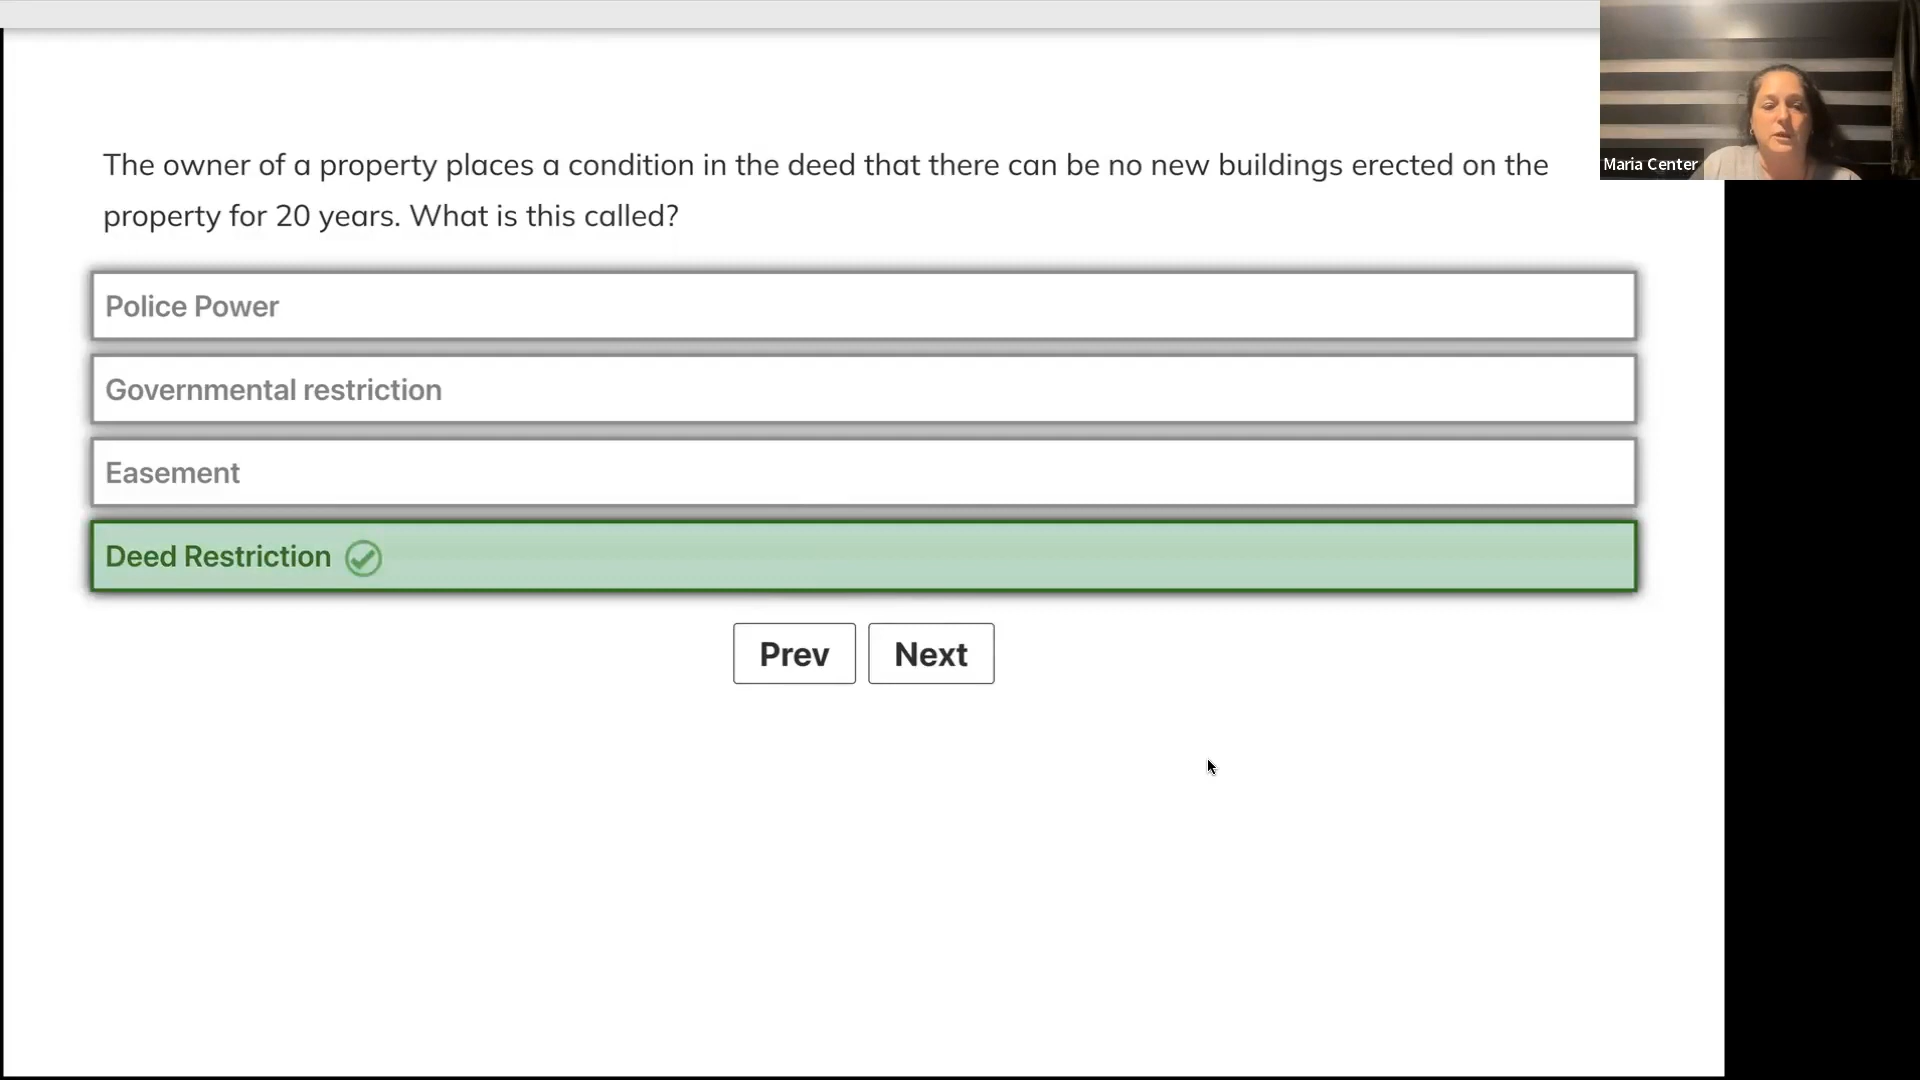 The owner of a property places a condition in the deed that there can be no new buildings erected on the
property for 20 years. What is this called?
Police Power
Governmental restriction
Easement
Deed Restriction
Prev
Next
Maria Center